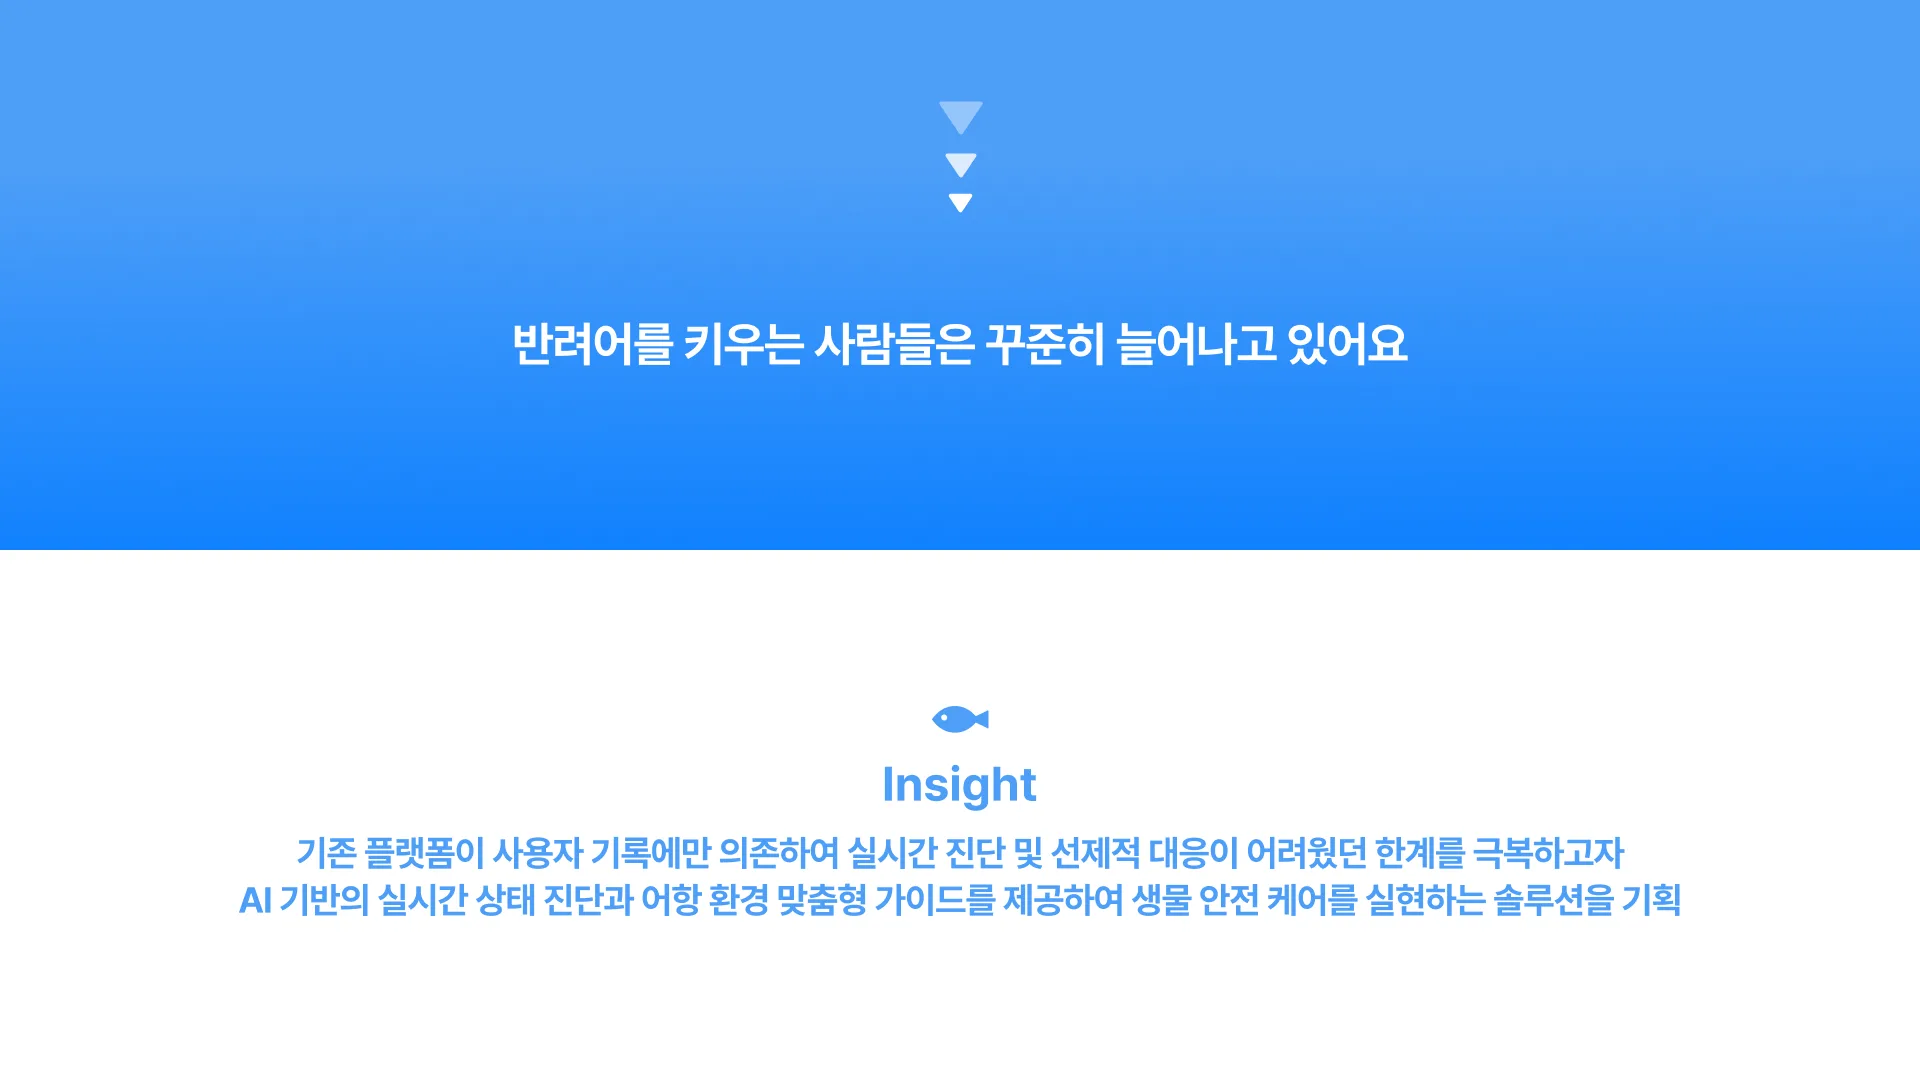 반려어를 키우는 사람들은 꾸준히 늘어나고 있어요
Insight
기존 플랫폼이 사용자 기록에만 의존하여 실시간 진단 및 선제적 대응이 어려웠던 한계를 극복하고자
AI 기반의 실시간 상태 진단과 어항 환경 맞춤형 가이드를 제공하여 생물 안전 케어를 실현하는 솔루션을 기획